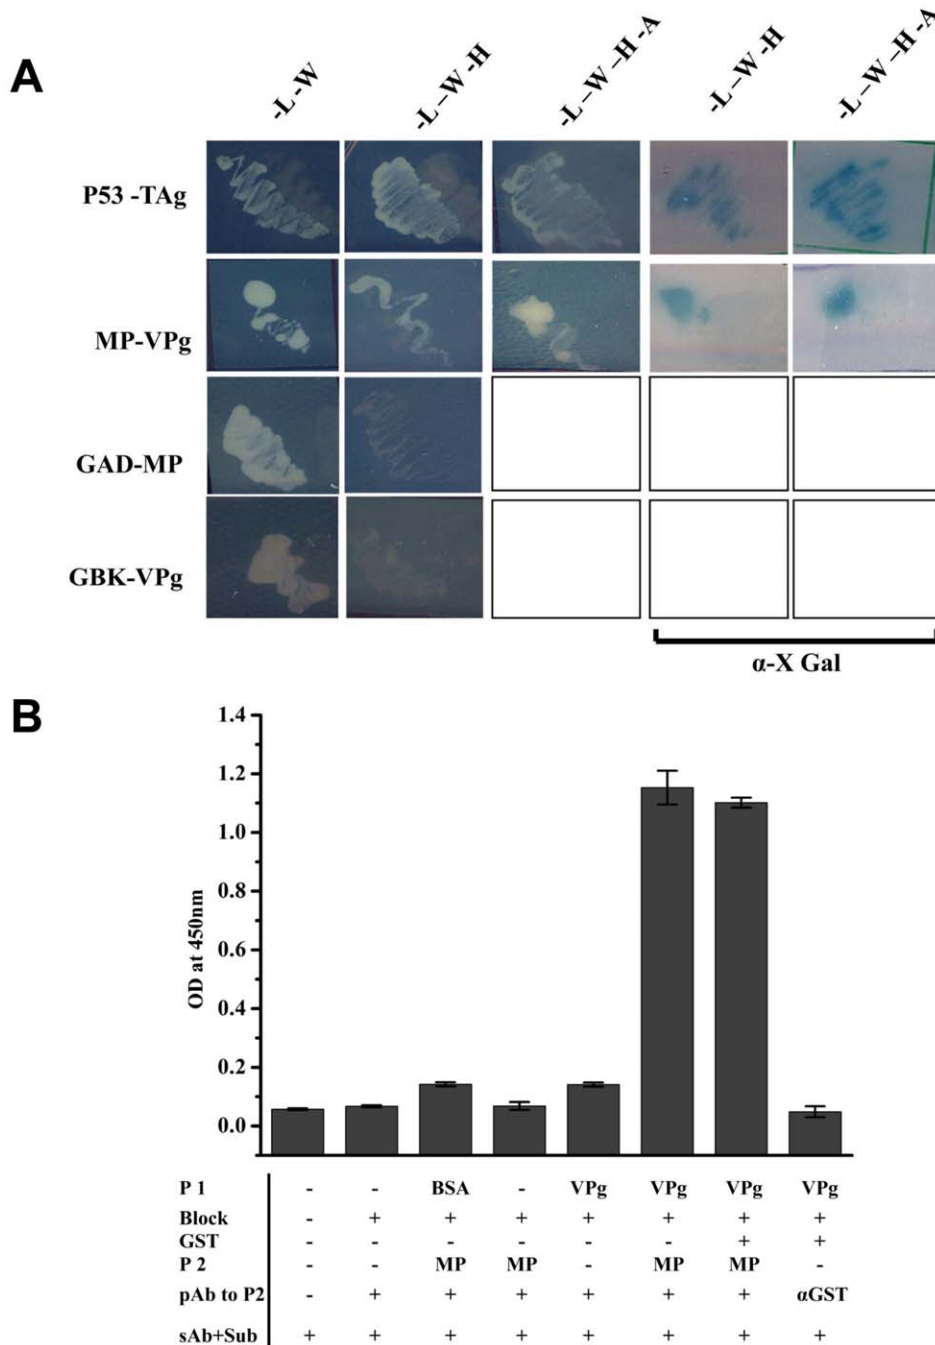 A
-L -W
-L –W -H
-L –W –H -A
-L –W -H
-L –W –H -A
P53 -TAg
MP-VPg
GAD-MP
GBK-VPg
α-X Gal
B
OD at 450nm
1.4
1.2
1.0
0.8
0.6
0.4
0.2
0.0
P 1 - - BSA - VPg VPg VPg VPg
Block - + + + + + + +
GST - - - - - - + +
P 2 - - MP MP - MP MP -
pAb to P2 - + + + + + + αGST
sAb+Sub + + + + + + + +